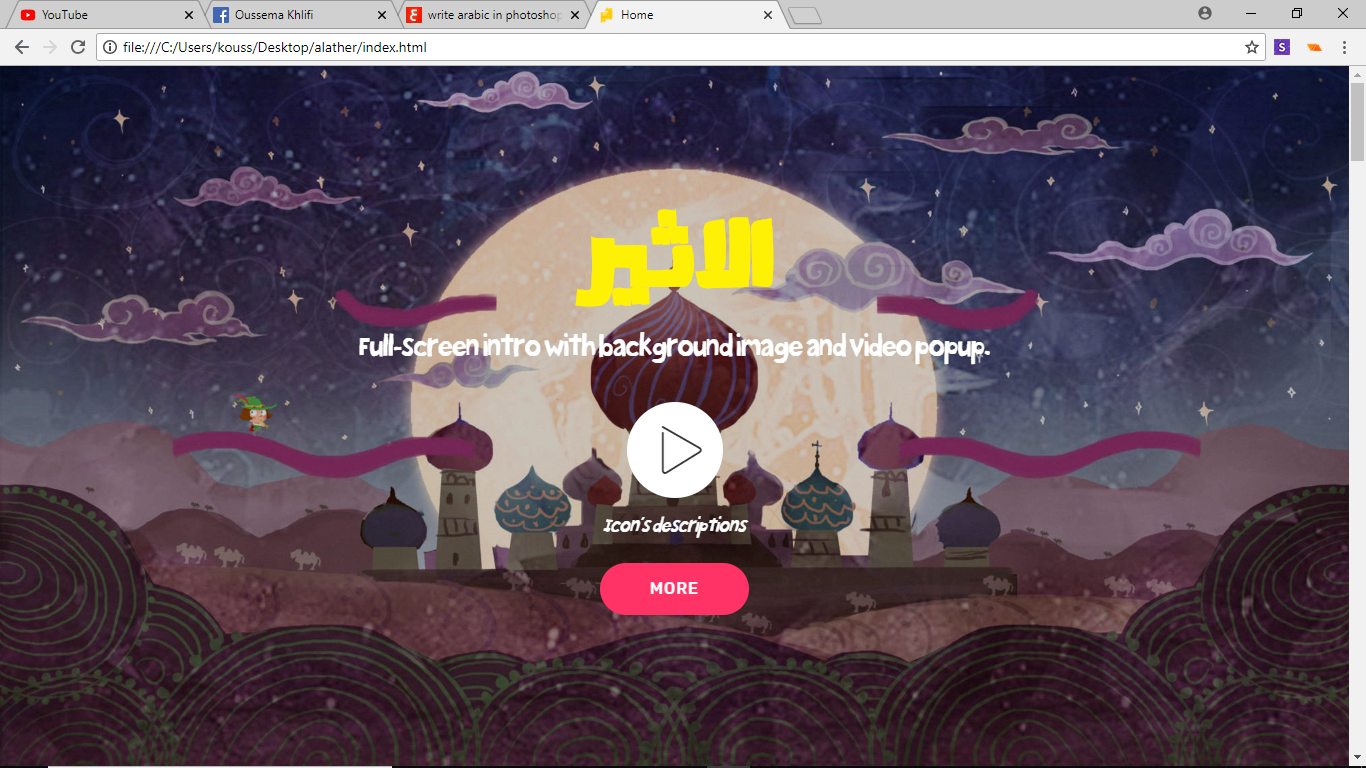 YouTube
Oussema Khlifi
write arabic in photoshop
Home
file:///C:/Users/kouss/Desktop/alather/index.html
S
الاثير
Full-Screen intro with background image and video popup.
Icon's descriptions
MORE